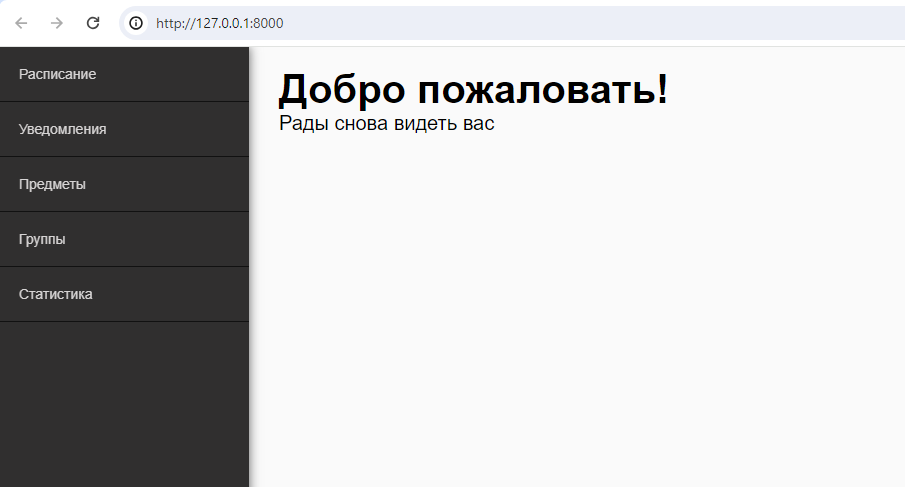 http://127.0.0.1:8000
Расписание
Уведомления
Предметы
Группы
Статистика
Добро пожаловать!
Рады снова видеть вас